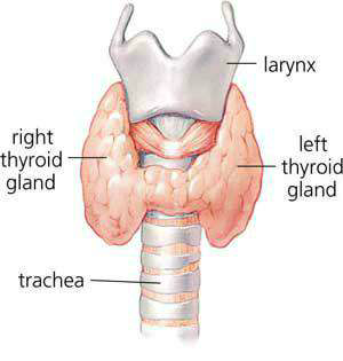 larynx
right
thyroid
gland
left
thyroid
gland
trachea